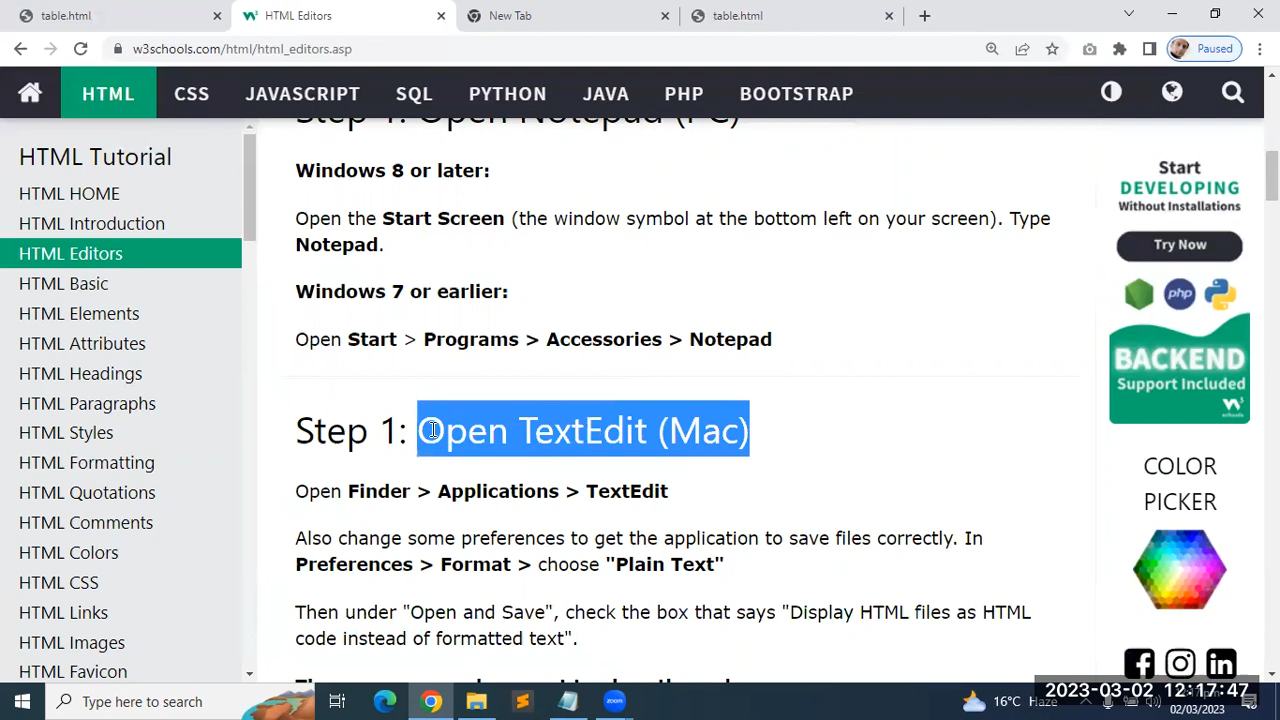 table.html
HTML Editors
New Tab
table.html
w3schools.com/html/html_editors.asp
Paused
HTML
CSS
JAVASCRIPT
SQL
PYTHON
JAVA
PHP
BOOTSTRAP
HTML Tutorial
HTML HOME
HTML Introduction
HTML Editors
HTML Basic
HTML Elements
HTML Attributes
HTML Headings
HTML Paragraphs
HTML Styles
HTML Formatting
HTML Quotations
HTML Comments
HTML Colors
HTML CSS
HTML Links
HTML Images
HTML Favicon
Step 1: Open Notepad (PC)
Windows 8 or later:
Open the Start Screen (the window symbol at the bottom left on your screen). Type
Notepad.
Windows 7 or earlier:
Open Start > Programs > Accessories > Notepad
Step 1: Open TextEdit (Mac)
Open Finder > Applications > TextEdit
Also change some preferences to get the application to save files correctly. In
Preferences > Format > choose "Plain Text"
Then under "Open and Save", check the box that says "Display HTML files as HTML
code instead of formatted text".
Start
DEVELOPING
Without Installations
Try Now
php
BACKEND
Support Included
COLOR
PICKER
Type here to search
zoom
16°C Haze
2023-03-02 12:17:47
02/03/2023